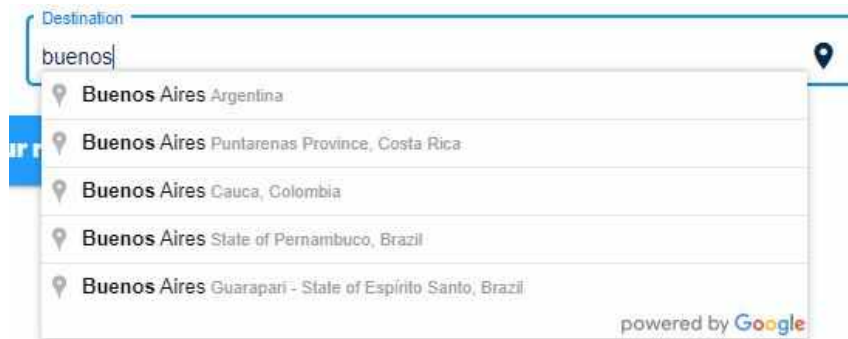 Destination
buenos
Buenos Aires Argentina
Buenos Aires Puntarenas Province, Costa Rica
Buenos Aires Cauca, Colombia
Buenos Aires State of Pernambuco, Brazil
Buenos Aires Guarapari - State of Espírito Santo, Brazil
powered by Google